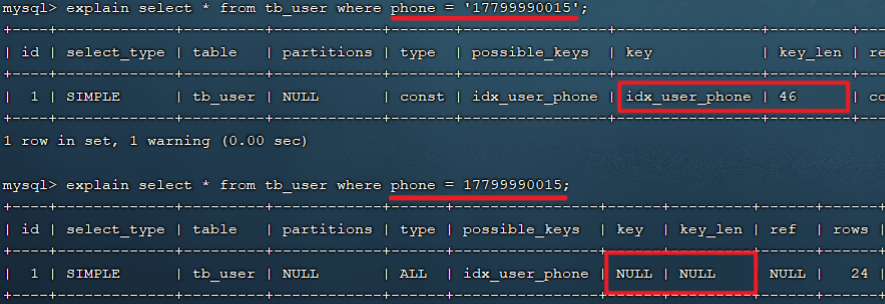 mysql> explain select * from tb_user where phone = '17799990015';
+----+-------------+---------+------------+-------+----------------+----------------+---------+----
| id | select_type | table | partitions | type | possible_keys | key | key_len | re
+----+-------------+---------+------------+-------+----------------+----------------+---------+----
| 1 | SIMPLE | tb_user | NULL | const | idx_user_phone | idx_user_phone | 46 | co
+----+-------------+---------+------------+-------+----------------+----------------+---------+----
1 row in set, 1 warning (0.00 sec)
mysql> explain select * from tb_user where phone = 17799990015;
+----+-------------+---------+------------+------+----------------+------+---------+------+------+
| id | select_type | table | partitions | type | possible_keys | key | key_len | ref | rows |
+----+-------------+---------+------------+------+----------------+------+---------+------+------+
| 1 | SIMPLE | tb_user | NULL | ALL | idx_user_phone | NULL | NULL | NULL | 24 |
+----+-------------+---------+------------+------+----------------+------+---------+------+------+